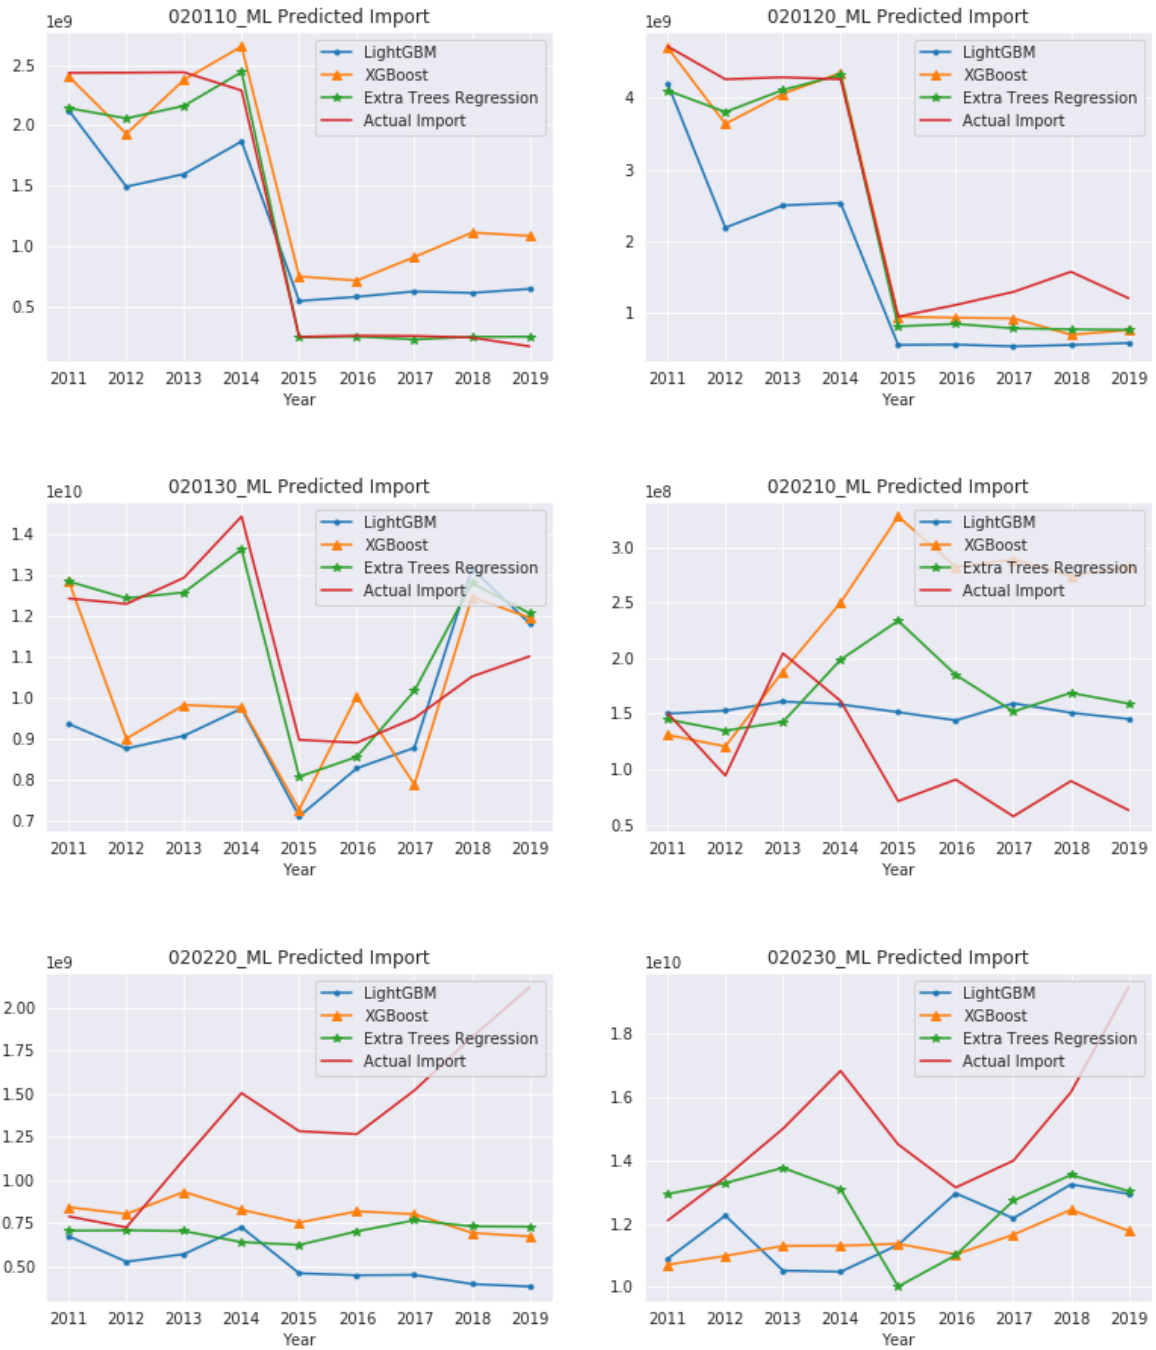 020110_ML Predicted Import
1e9
LightGBM
XGBoost
Extra Trees Regression
Actual Import
2.5
2.0
1.5
1.0
0.5
2011 2012 2013 2014 2015 2016 2017 2018 2019
Year
020120_ML Predicted Import
1e9
LightGBM
XGBoost
Extra Trees Regression
Actual Import
4
3
2
1
2011 2012 2013 2014 2015 2016 2017 2018 2019
Year
020130_ML Predicted Import
1e10
LightGBM
XGBoost
Extra Trees Regression
Actual Import
1.4
1.3
1.2
1.1
1.0
0.9
0.8
0.7
2011 2012 2013 2014 2015 2016 2017 2018 2019
Year
020210_ML Predicted Import
1e8
LightGBM
XGBoost
Extra Trees Regression
Actual Import
3.0
2.5
2.0
1.5
1.0
0.5
2011 2012 2013 2014 2015 2016 2017 2018 2019
Year
020220_ML Predicted Import
1e9
LightGBM
XGBoost
Extra Trees Regression
Actual Import
2.00
1.75
1.50
1.25
1.00
0.75
0.50
2011 2012 2013 2014 2015 2016 2017 2018 2019
Year
020230_ML Predicted Import
1e10
LightGBM
XGBoost
Extra Trees Regression
Actual Import
1.8
1.6
1.4
1.2
1.0
2011 2012 2013 2014 2015 2016 2017 2018 2019
Year